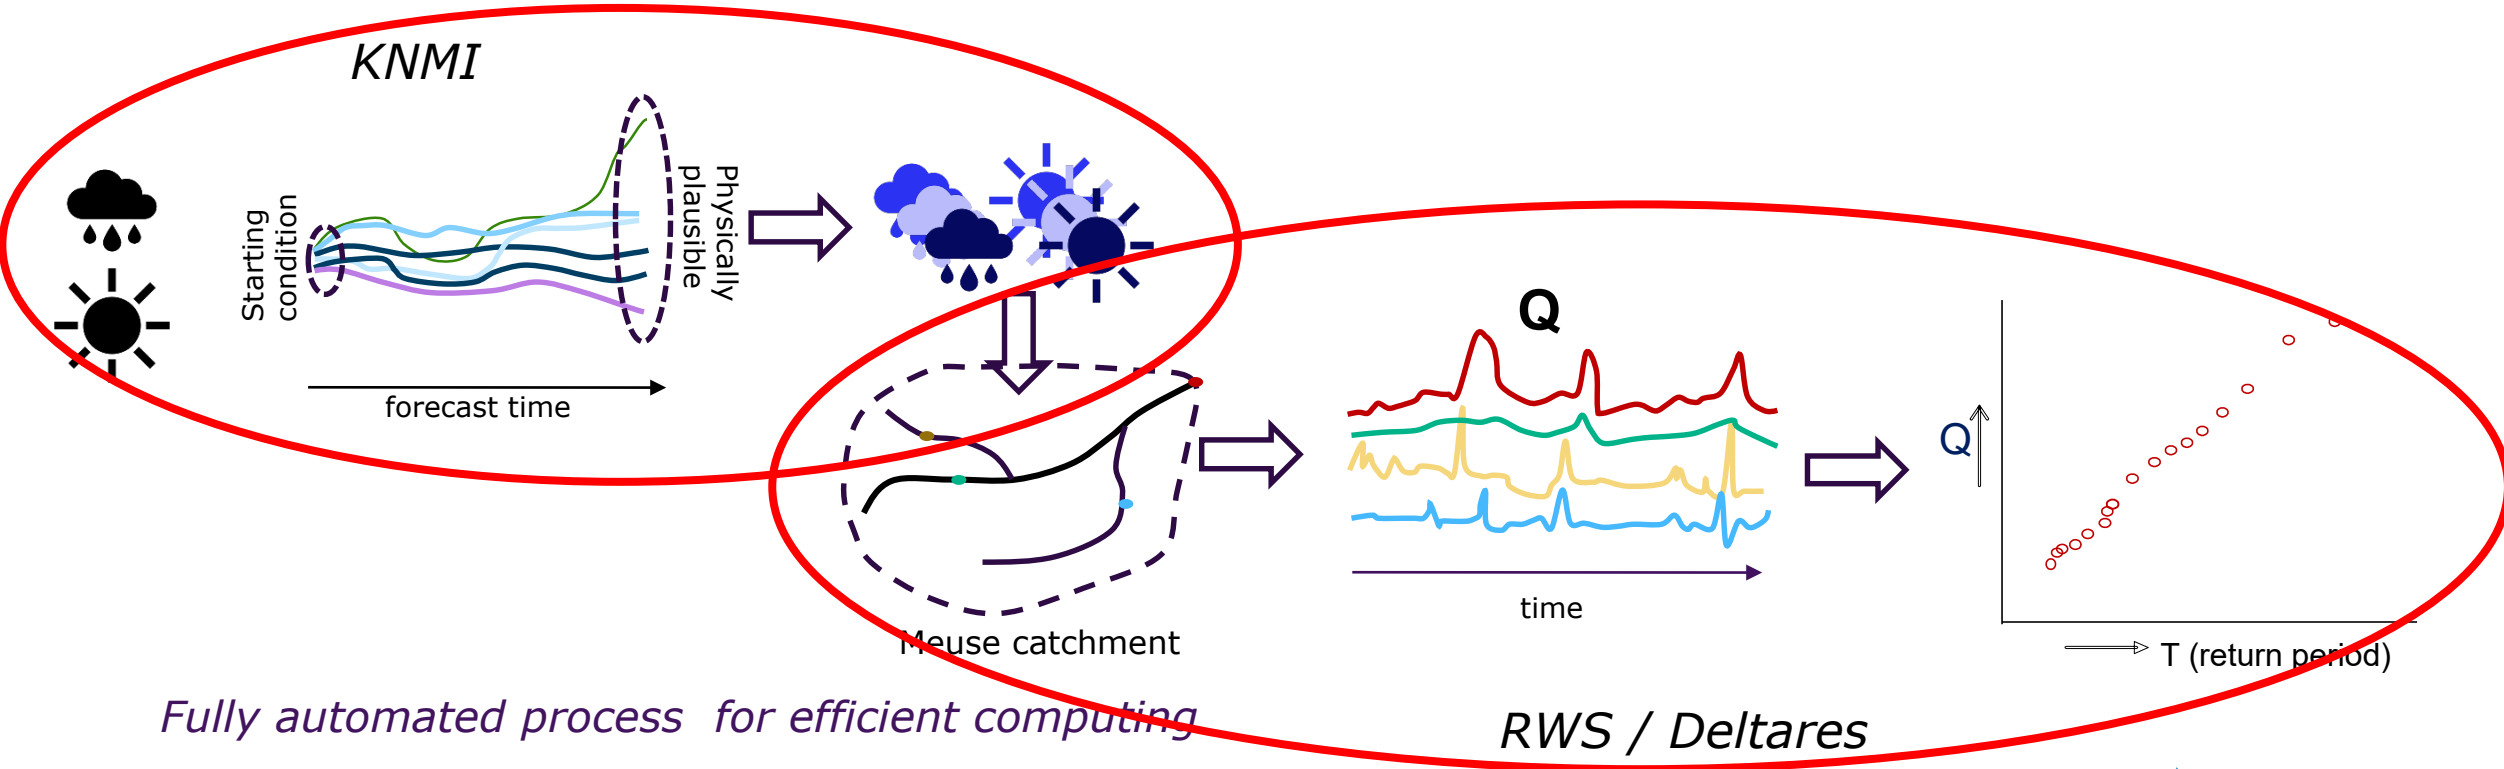 KNMI
Starting
condition
Physically
plausible
forecast time
Q
Q
time
Meuse catchment
T (return period)
Fully automated process  for efficient computing
RWS / Deltares